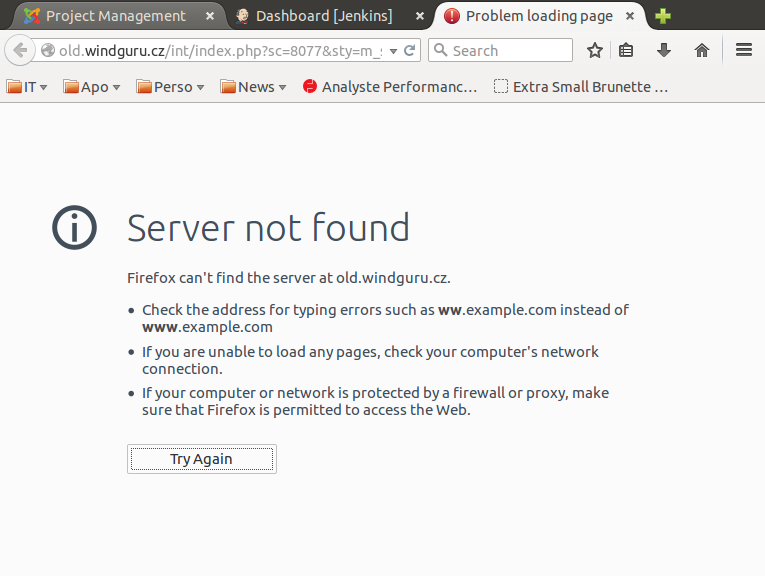 Project Management
Dashboard [Jenkins]
Problem loading page
old.windguru.cz/int/index.php?sc=8077&sty=m_
Search
IT
Apo
Perso
News
Analyste Performanc...
Extra Small Brunette ...
Server not found
Firefox can't find the server at old.windguru.cz.
Check the address for typing errors such as ww.example.com instead of
www.example.com
If you are unable to load any pages, check your computer's network
connection.
If your computer or network is protected by a firewall or proxy, make
sure that Firefox is permitted to access the Web.
Try Again